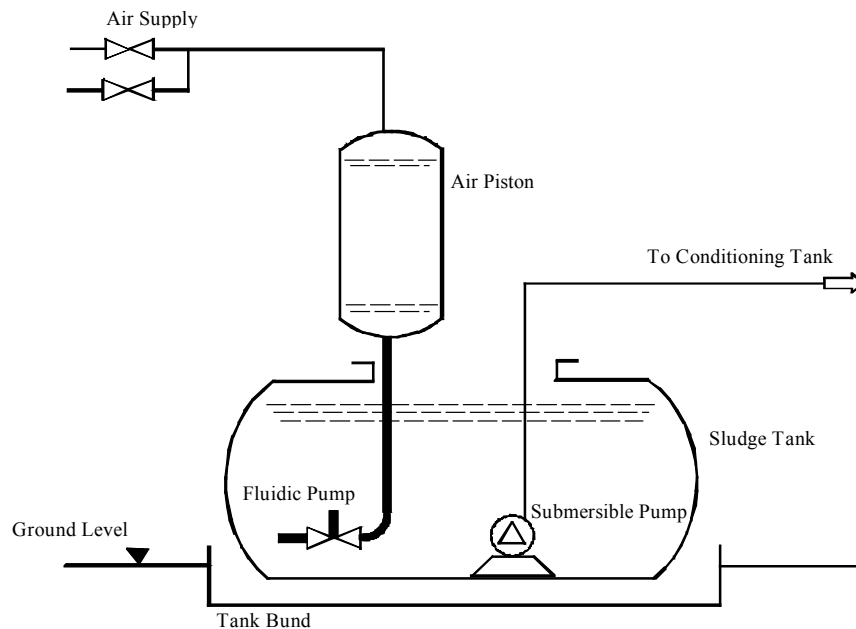 Air Supply
Air Piston
To Conditioning Tank
Sludge Tank
Fluidic Pump
Submersible Pump
Ground Level
Tank Bund